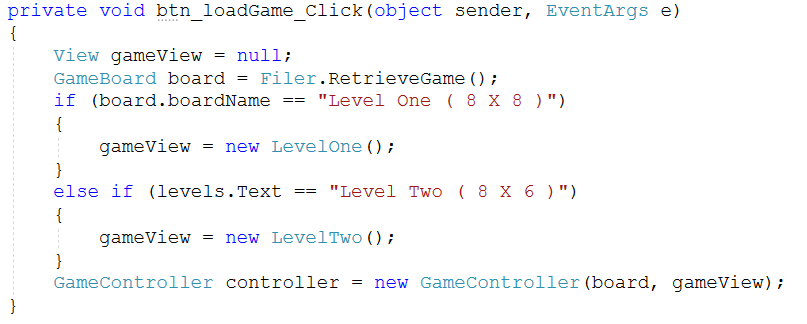 private void btn_loadGame_Click(object sender, EventArgs e)
{
    View gameView = null;
    GameBoard board = Filer.RetrieveGame();
    if (board.boardName == "Level One ( 8 X 8 )")
    {
        gameView = new LevelOne();
    }
    else if (levels.Text == "Level Two ( 8 X 6 )")
    {
        gameView = new LevelTwo();
    }
    GameController controller = new GameController(board, gameView);
}